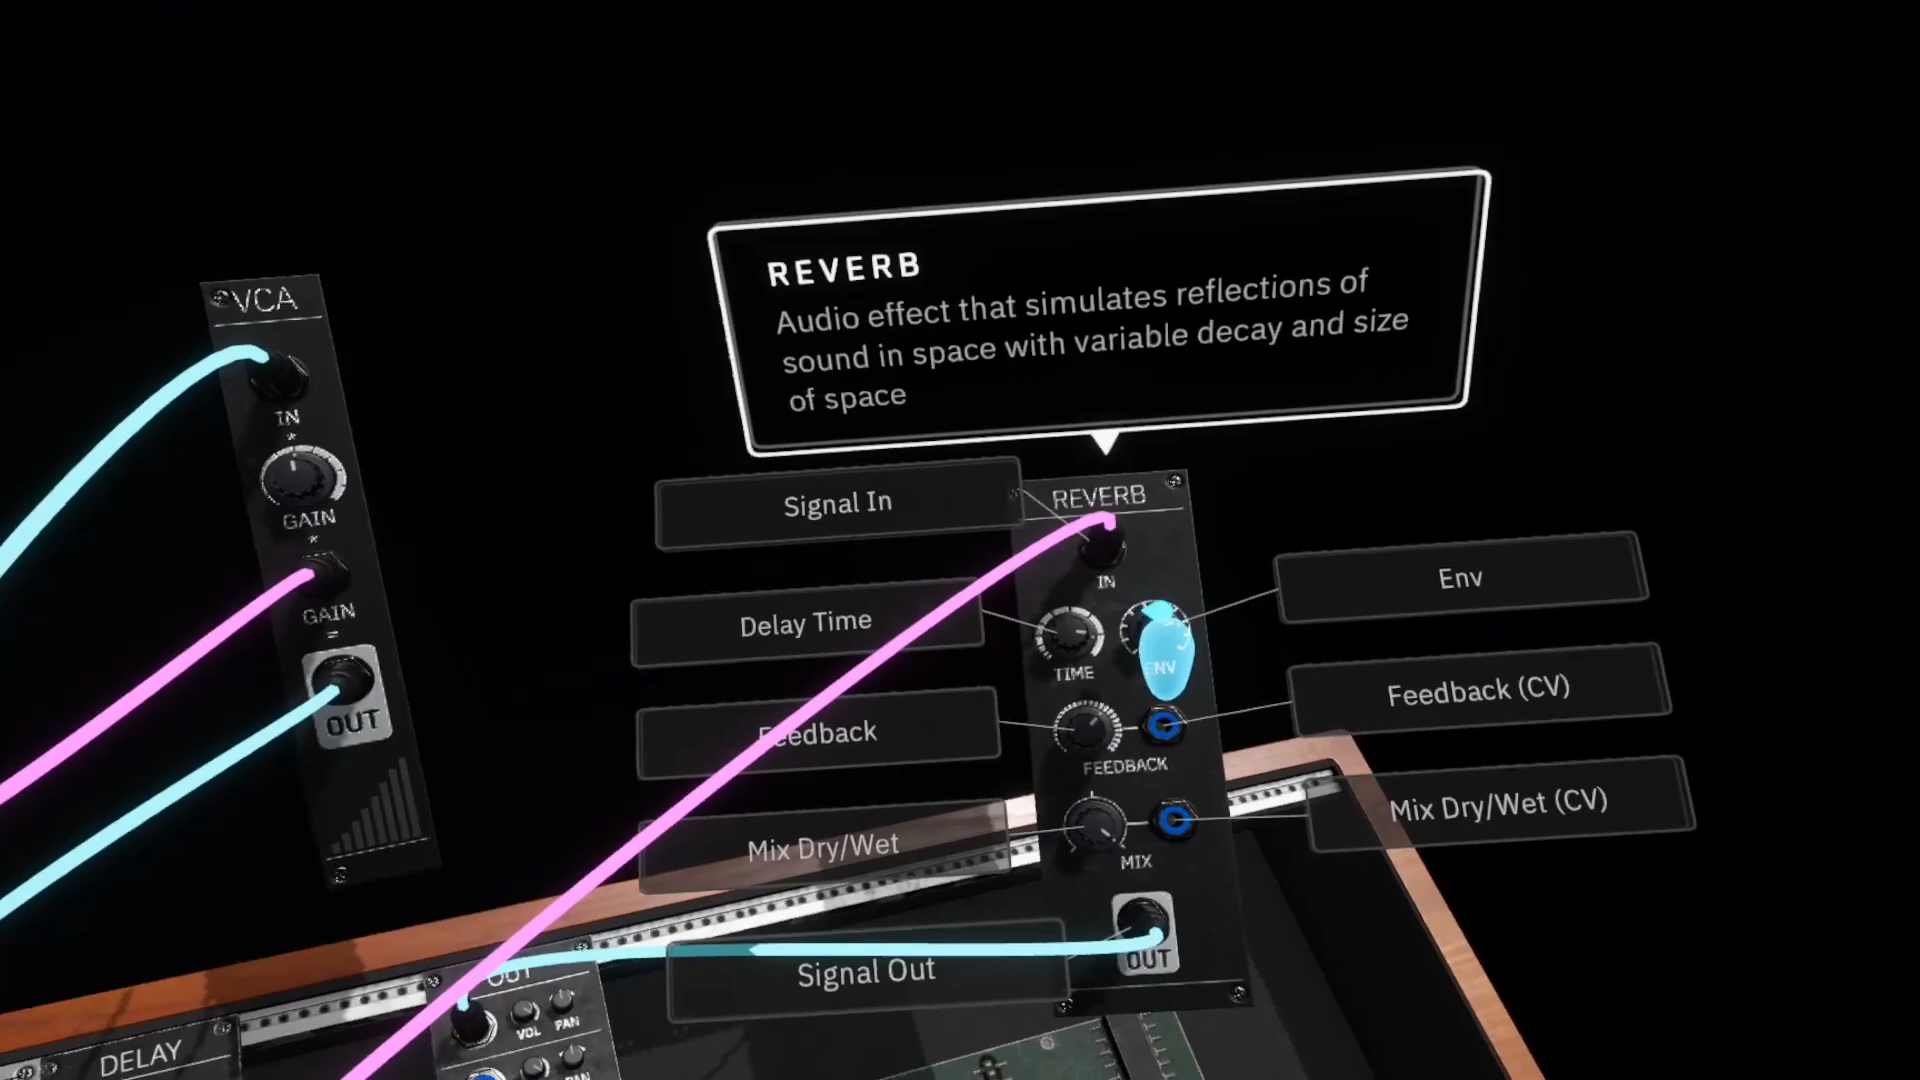 REVERB
Audio effect that simulates reflections of
sound in space with variable decay and size
of space
VCA
IN
*
GAIN
*
GAIN
=
OUT
Signal In
Delay Time
Feedback
Mix Dry/Wet
Signal Out
REVERB
IN
TIME
ENV
FEEDBACK
MIX
OUT
Env
Feedback (CV)
Mix Dry/Wet (CV)
OUT
VOL
PAN
PAN
DELAY